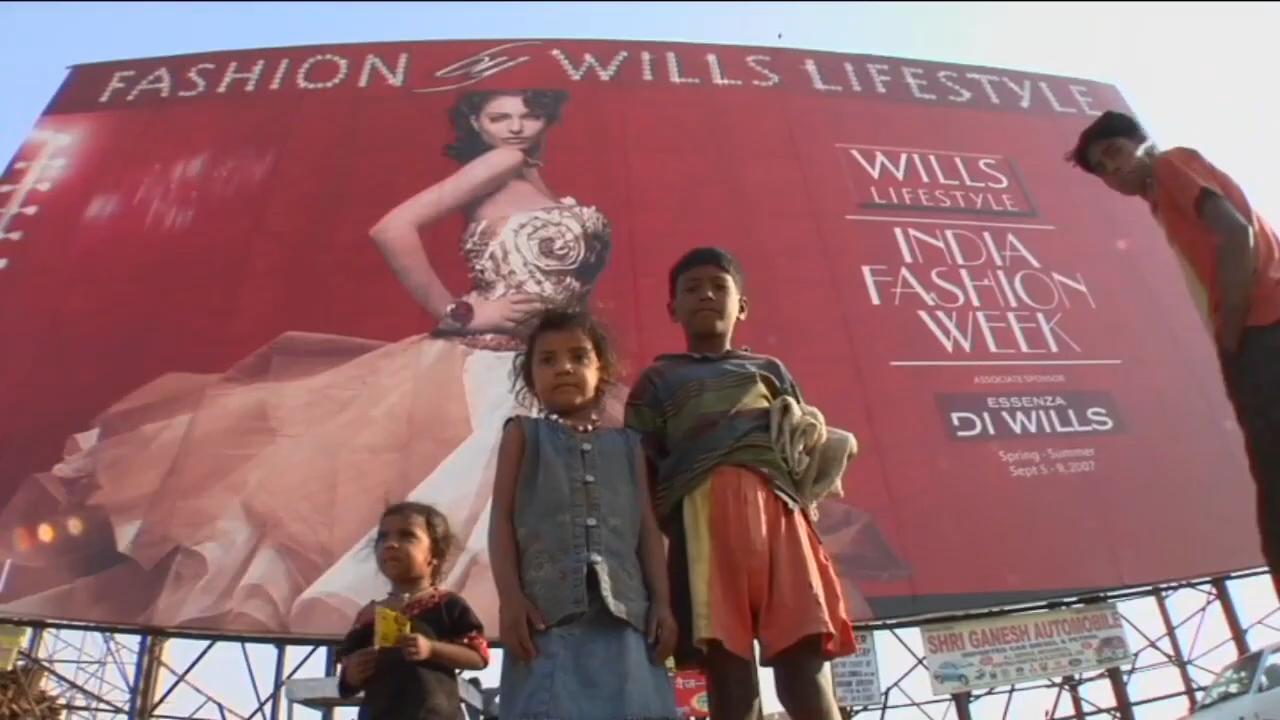 FASHION by WILLS LIFESTYLE
WILLS
LIFESTYLE
INDIA
FASHION
WEEK
ASSOCIATE SPONSOR
ESSENZA
DI WILLS
Spring - Summer
Sept 5 - 9, 2007
SHRI GANESH AUTOMOBILE